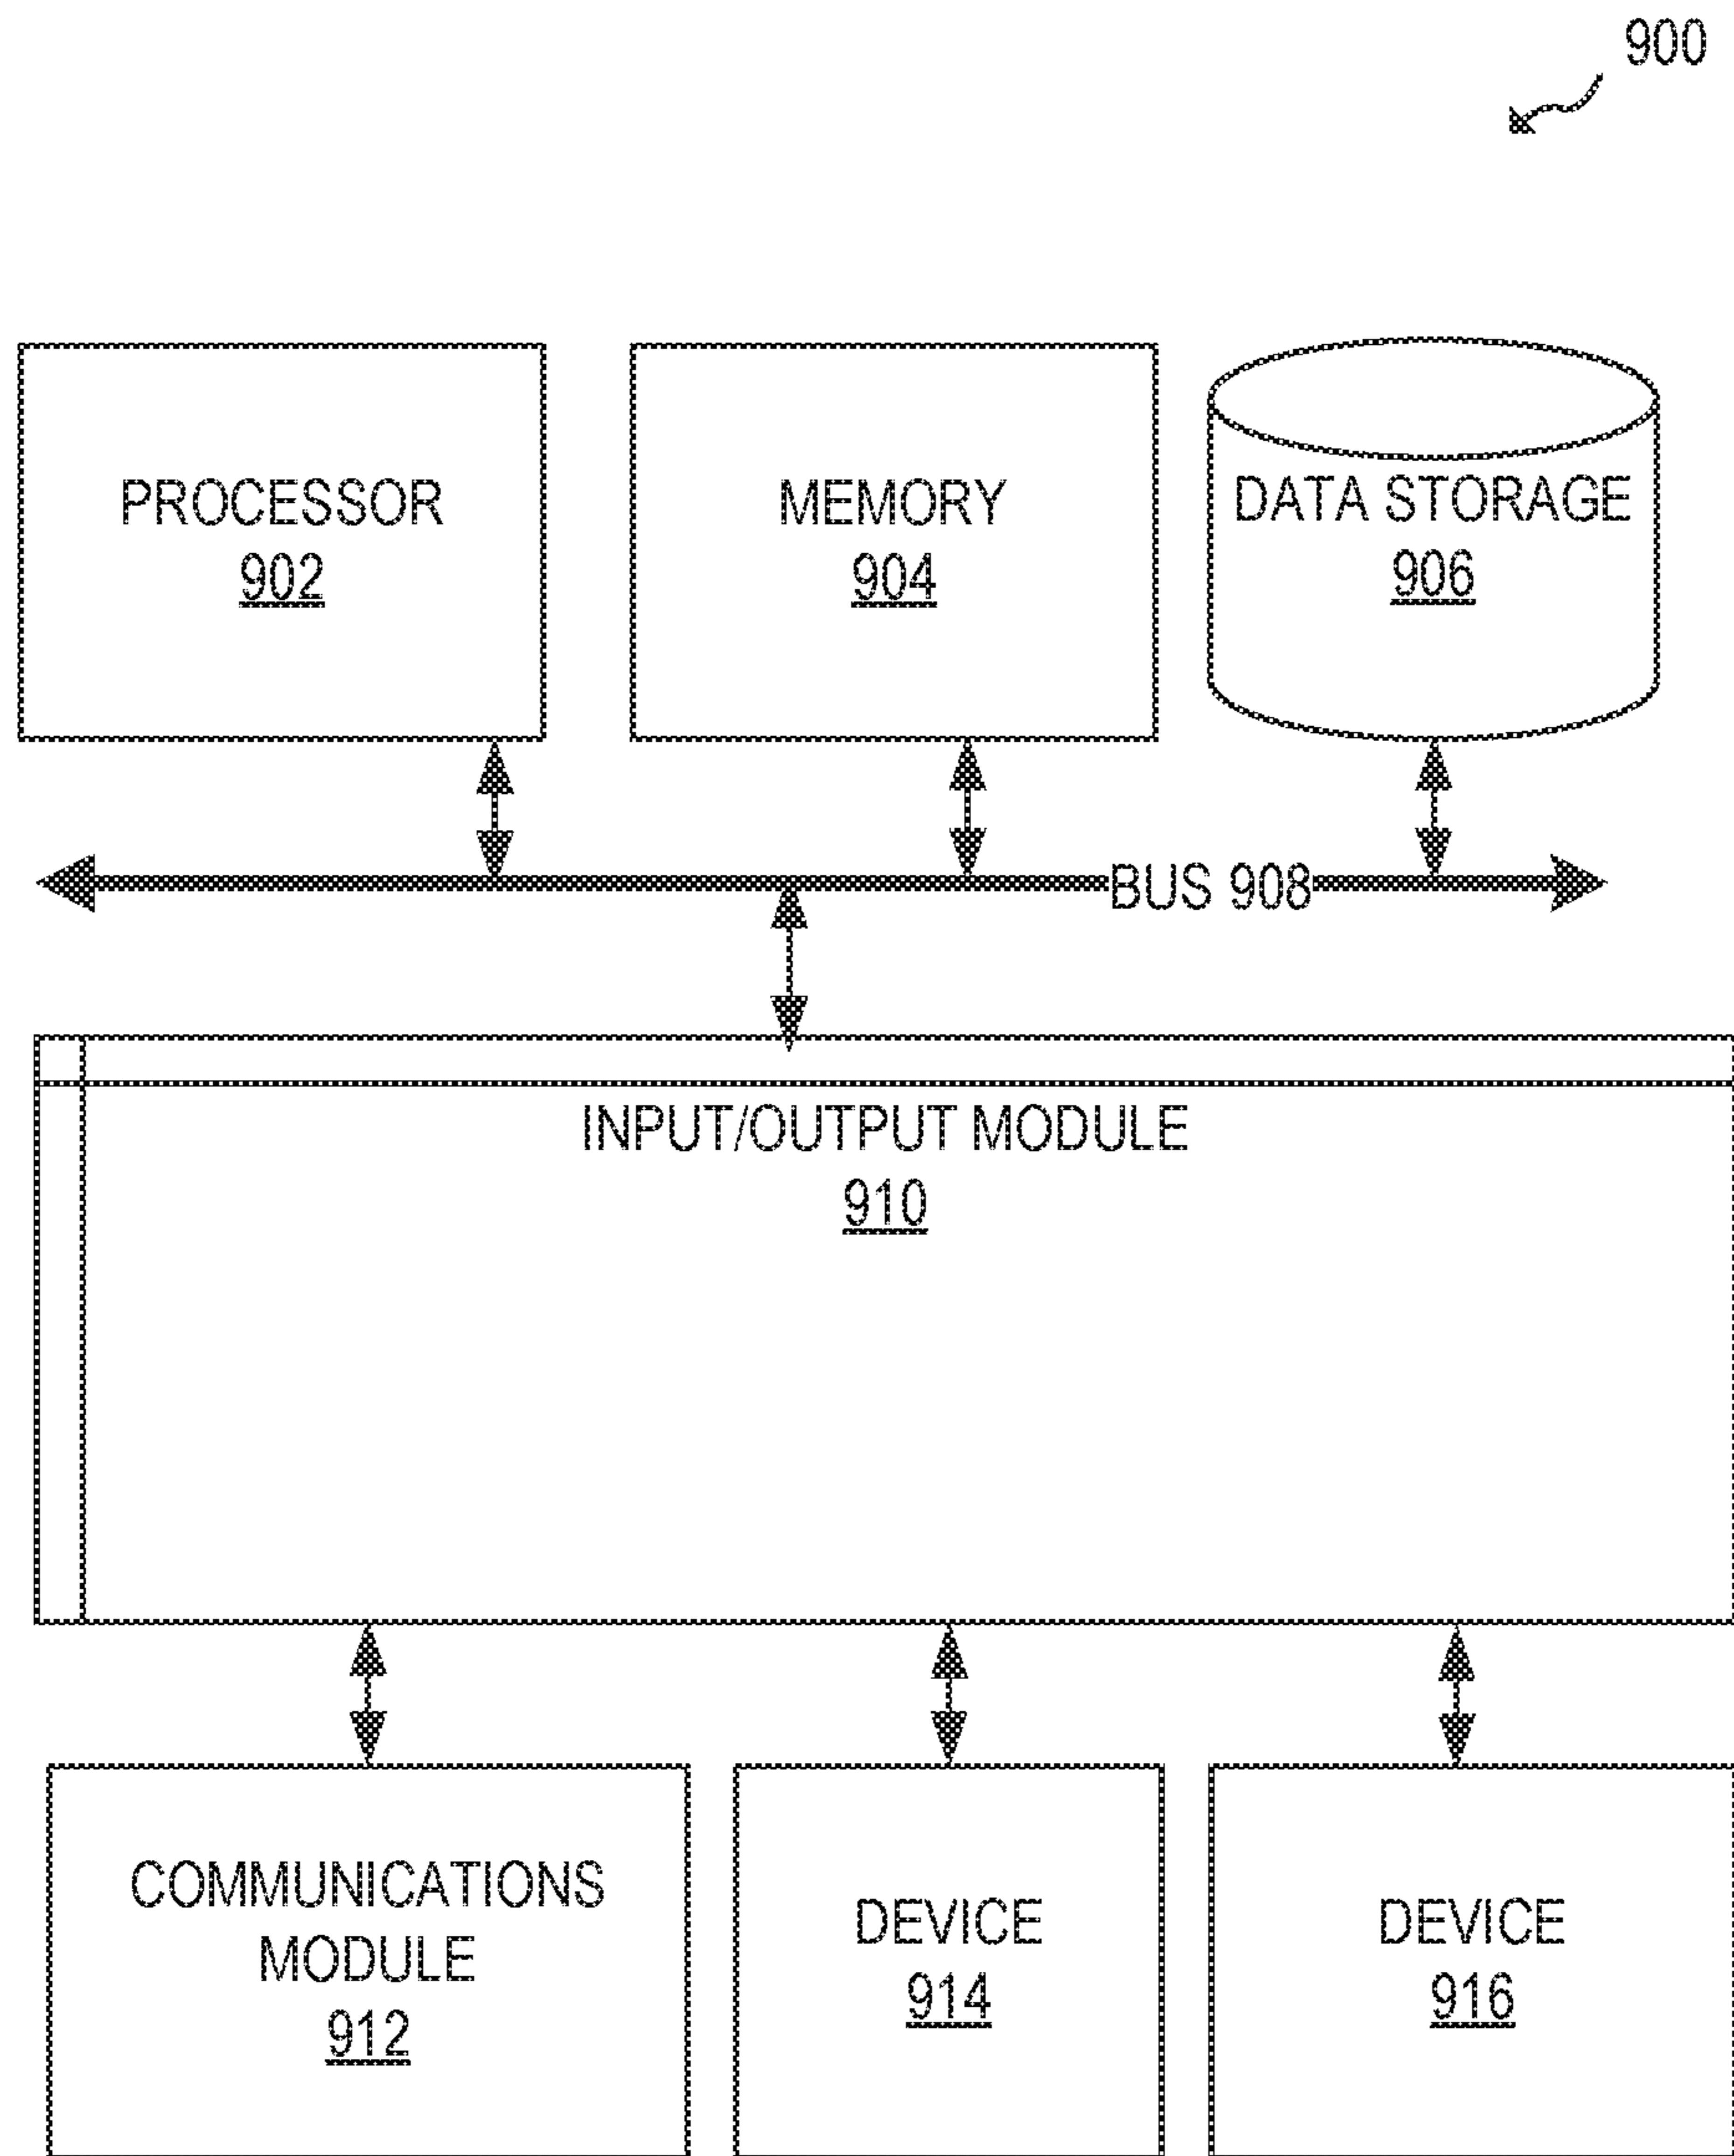 900
PROCESSOR
902
MEMORY
904
DATA STORAGE
906
BUS 908
INPUT/OUTPUT MODULE
910
COMMUNICATIONS
MODULE
912
DEVICE
914
DEVICE
916